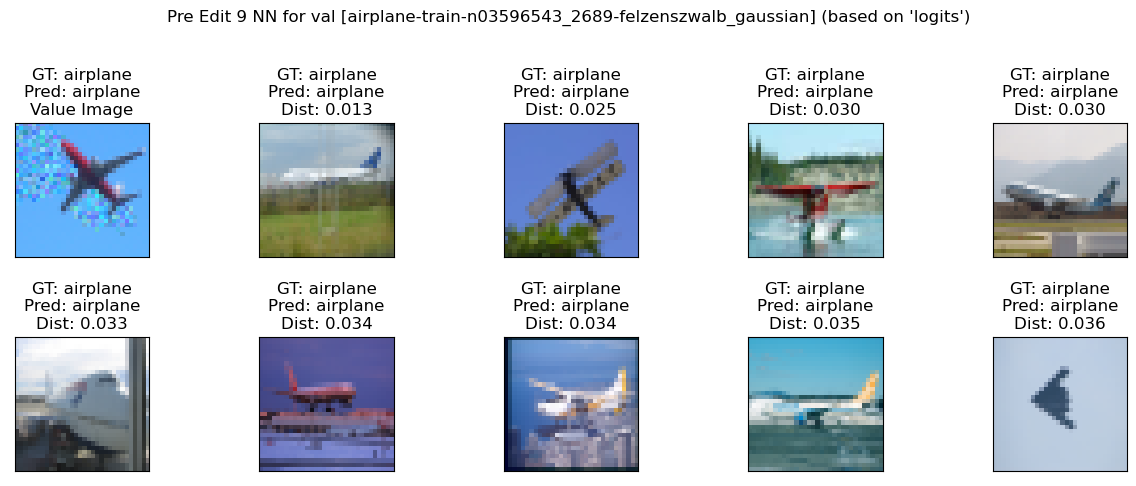 Pre Edit 9 NN for val [airplane-train-n03596543_2689-felzenszwalb_gaussian] (based on 'logits')
GT: airplane
Pred: airplane
Value Image
GT: airplane
Pred: airplane
Dist: 0.013
GT: airplane
Pred: airplane
Dist: 0.025
GT: airplane
Pred: airplane
Dist: 0.030
GT: airplane
Pred: airplane
Dist: 0.030
GT: airplane
Pred: airplane
Dist: 0.033
GT: airplane
Pred: airplane
Dist: 0.034
GT: airplane
Pred: airplane
Dist: 0.034
GT: airplane
Pred: airplane
Dist: 0.035
GT: airplane
Pred: airplane
Dist: 0.036